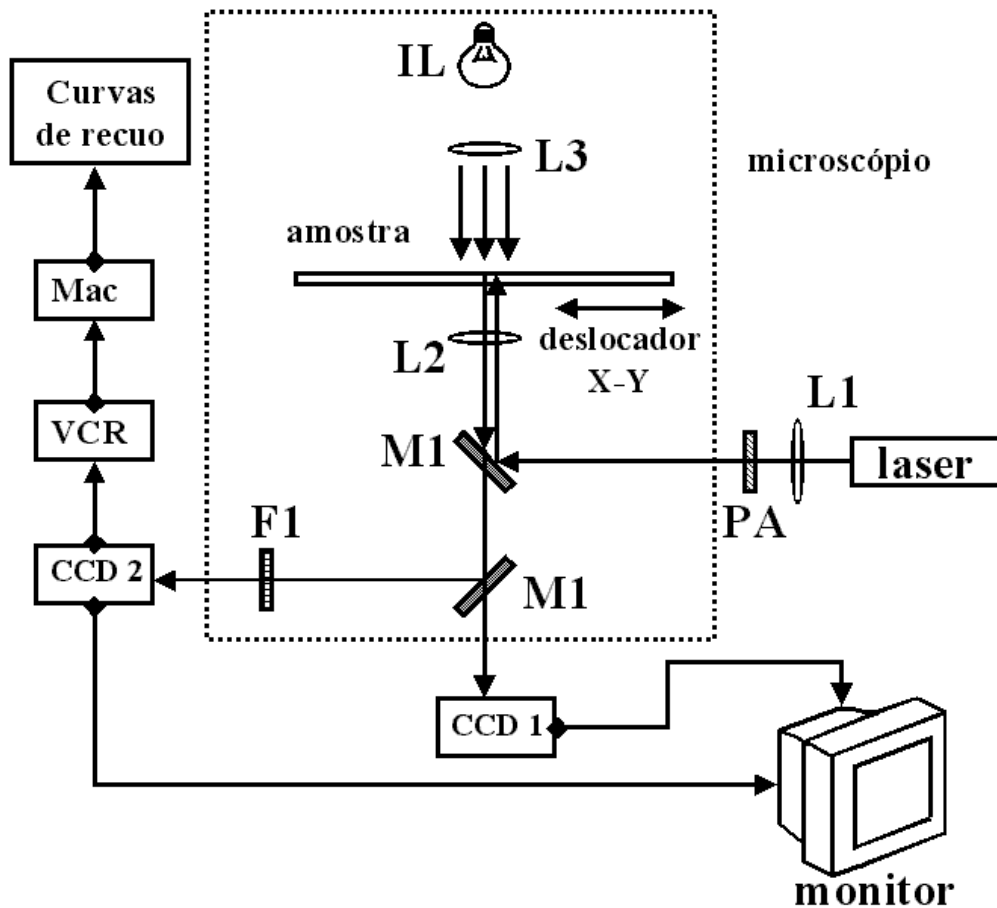 IL
Curvas
de recuo
L3
microscópio
amostra
Mac
L2
deslocador
X-Y
L1
VCR
M1
laser
PA
F1
CCD 2
M1
CCD 1
monitor